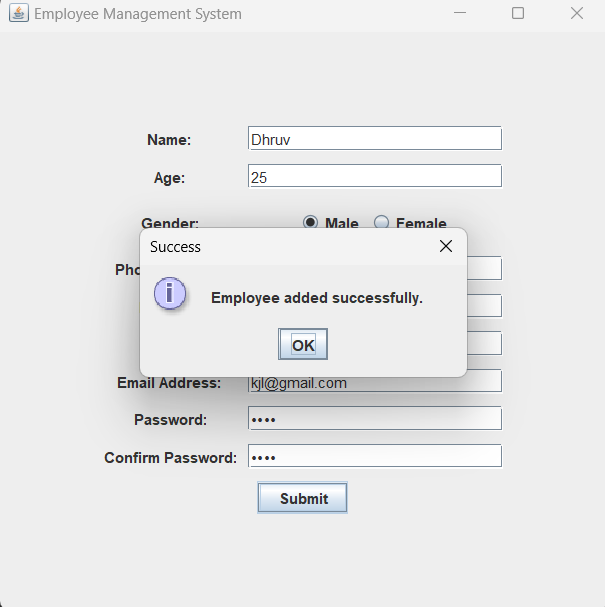 Employee Management System
Name: Dhruv
Age: 25
Gender: Male Female
Success
Pho
i
Employee added successfully.
OK
Email Address: kjl@gmail.com
Password: ••••
Confirm Password: ••••
Submit